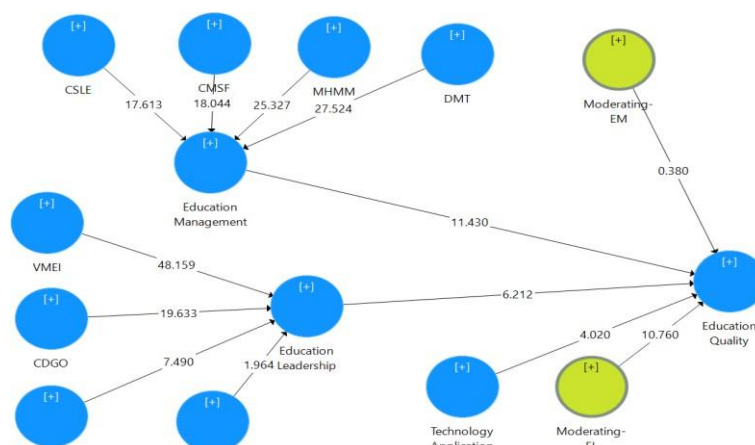 [+]
[+]
[+]
[+]
[+]
CSLE
CMSF
MHMM
DMT
Moderating-
EM
17.613
18.044
25.327
27.524
[+]
Education
Management
0.380
[+]
VMEI
11.430
48.159
[+]
CDGO
19.633
[+]
Education
Leadership
6.212
[+]
Education
Quality
7.490
1.964
4.020
10.760
[+]
[+]
[+]
Technology
[+]
Moderating-